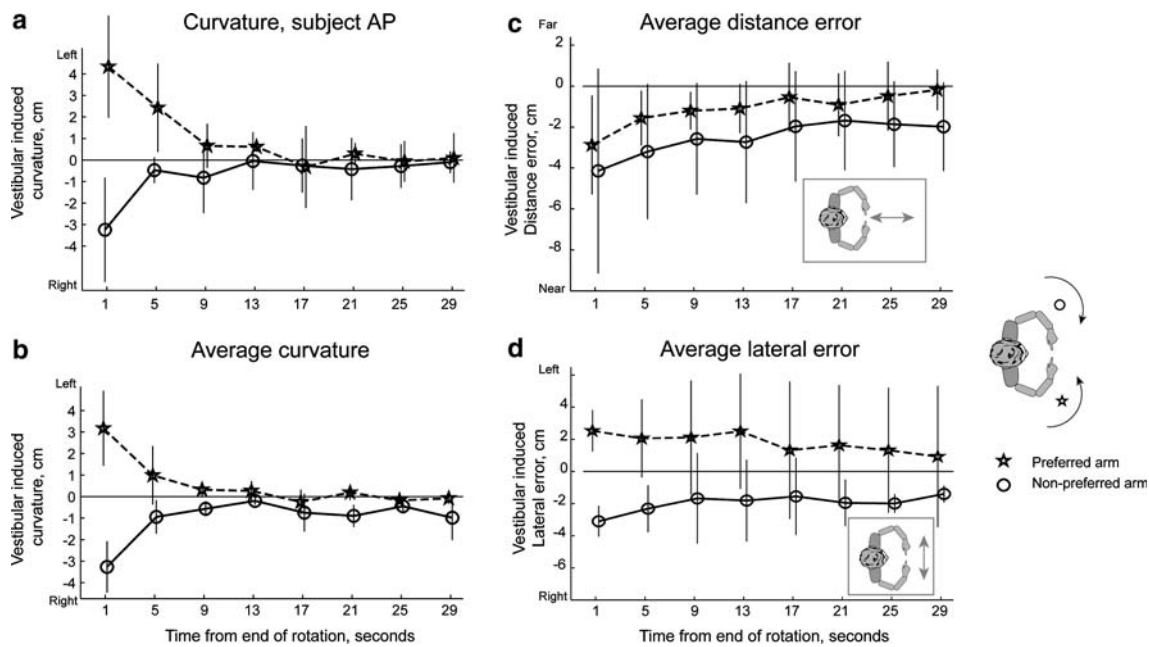 a
Curvature, subject AP
Left
4
3
2
1
0
-1
-2
-3
-4
Right
Vestibular induced
curvature, cm
1 5 9 13 17 21 25 29
b
Average curvature
Left
4
3
2
1
0
-1
-2
-3
-4
Right
Vestibular induced
curvature, cm
1 5 9 13 17 21 25 29
Time from end of rotation, seconds
c
Average distance error
Far
2
0
-2
-4
-6
-8
Near
Vestibular induced
Distance error, cm
1 5 9 13 17 21 25 29
d
Average lateral error
Left
4
2
0
-2
-4
-6
Right
Vestibular induced
Lateral error, cm
1 5 9 13 17 21 25 29
Time from end of rotation, seconds
Preferred arm
Non-preferred arm